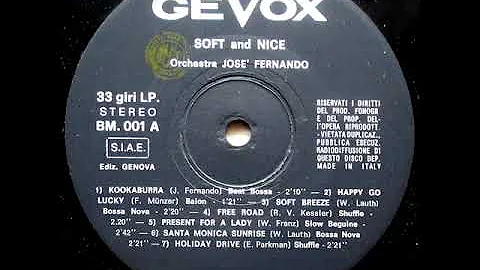 GEVOX
SOFT and NICE
Orchestra JOSE' FERNANDO
33 giri LP.
STEREO
BM. 001 A
S.I.A.E.
Ediz. GENOVA
RISERVATI I DIRITTI
DEL PROD. FONOGR.
E DEL PROP. DEL-
L'OPERA RIPRODOTT.
-VIETATA DUPLICAZ.
PUBBLICA ESECUZ.
RADIODIFFUSIONE DI
QUESTO DISCO DEP.
MADE IN ITALY
1) KOOKABURRA (J. Fernando) Beat Bossa - 2'10" — 2) HAPPY GO
LUCKY (F. Münzer) Baion - 1'21" — 3) SOFT BREEZE (W. Lauth)
Bossa Nova - 2'20" — 4) FREE ROAD (R. V. Kessler) Shuffle -
2'20" — 5) PRESENT FOR A LADY (W. Franz) Slow Beguine -
2'42" — 6) SANTA MONICA SUNRISE (W. Lauth) Bossa Nova
2'21" — 7) HOLIDAY DRIVE (E. Parkman) Shuffle - 2'21"